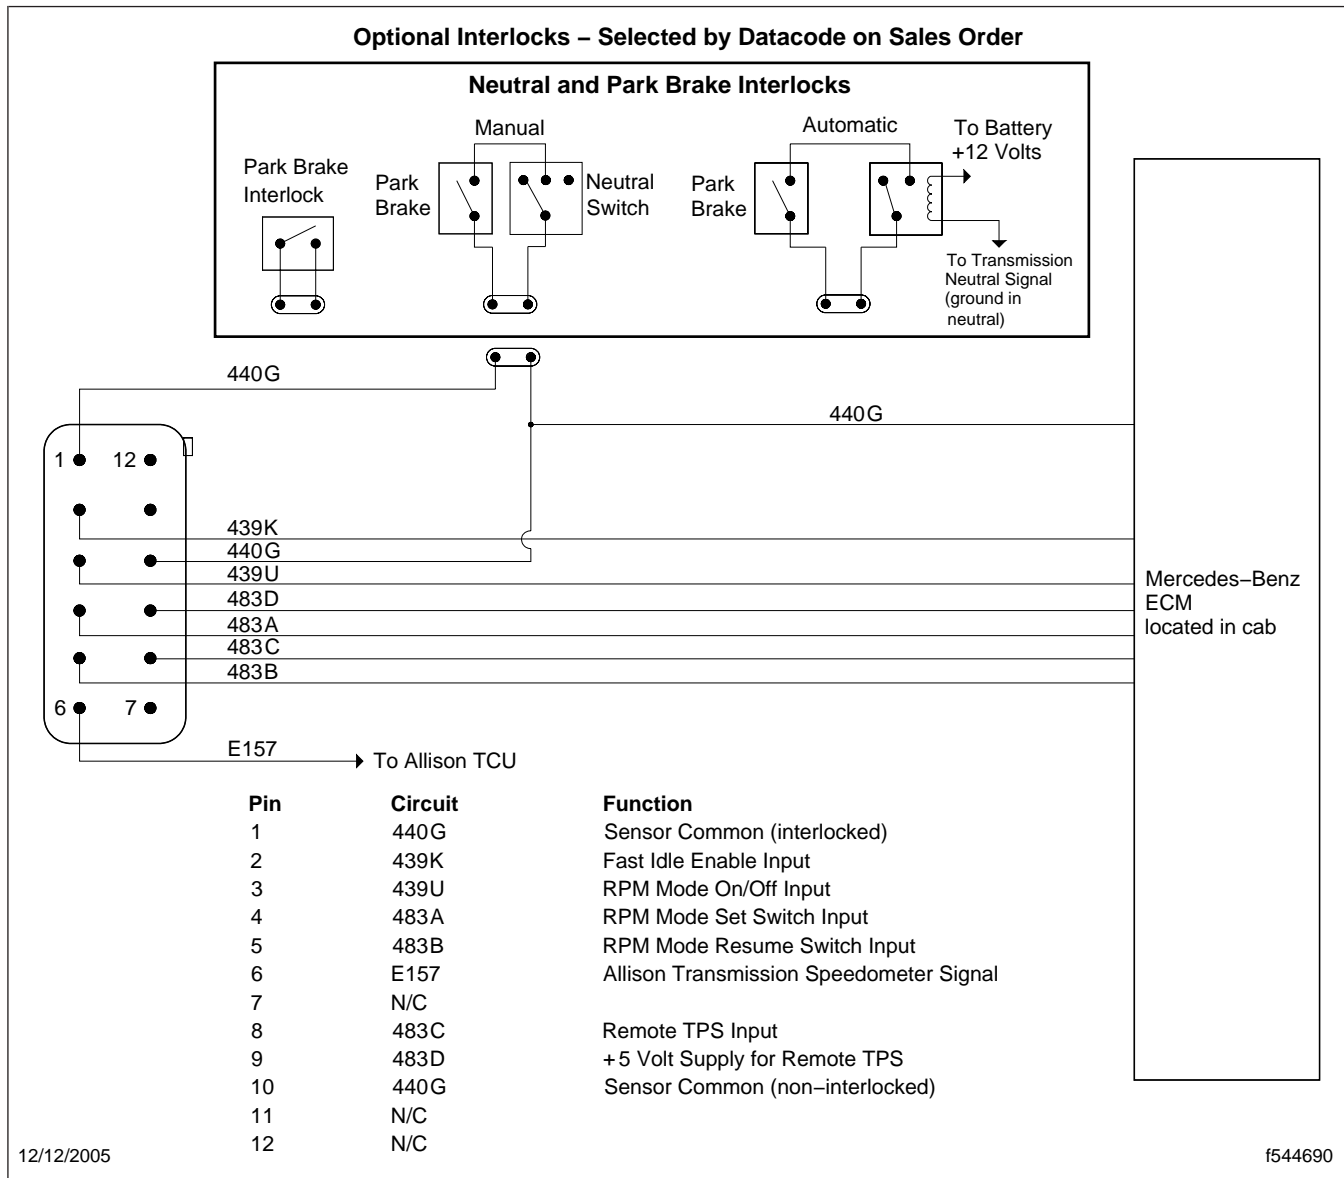 Optional Interlocks – Selected by Datacode on Sales Order
Neutral and Park Brake Interlocks
Park Brake
Interlock
Manual
Park
Brake
Neutral
Switch
Automatic
Park
Brake
To Battery
+12 Volts
To Transmission
Neutral Signal
(ground in
neutral)
440G
440G
1
12
439K
440G
439U
483D
483A
483C
483B
6
7
E157
To Allison TCU
Mercedes–Benz
ECM
located in cab
Pin Circuit Function
1 440G Sensor Common (interlocked)
2 439K Fast Idle Enable Input
3 439U RPM Mode On/Off Input
4 483A RPM Mode Set Switch Input
5 483B RPM Mode Resume Switch Input
6 E157 Allison Transmission Speedometer Signal
7 N/C
8 483C Remote TPS Input
9 483D +5 Volt Supply for Remote TPS
10 440G Sensor Common (non–interlocked)
11 N/C
12 N/C
12/12/2005
f544690